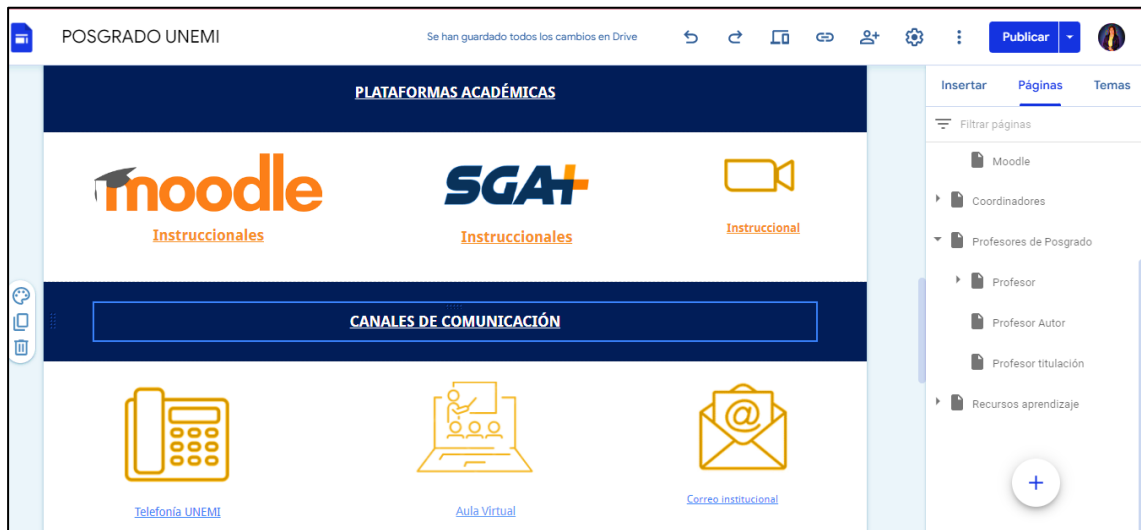 POSGRADO UNEMI
Se han guardado todos los cambios en Drive
Publicar
Insertar Páginas Temas
Filtrar páginas
Moodle
Coordinadores
Profesores de Posgrado
Profesor
Profesor Autor
Profesor titulación
Recursos aprendizaje
PLATAFORMAS ACADÉMICAS
moodle
SGA+
Instruccionales
Instruccionales
Instruccional
CANALES DE COMUNICACIÓN
@
Telefonía UNEMI
Aula Virtual
Correo institucional